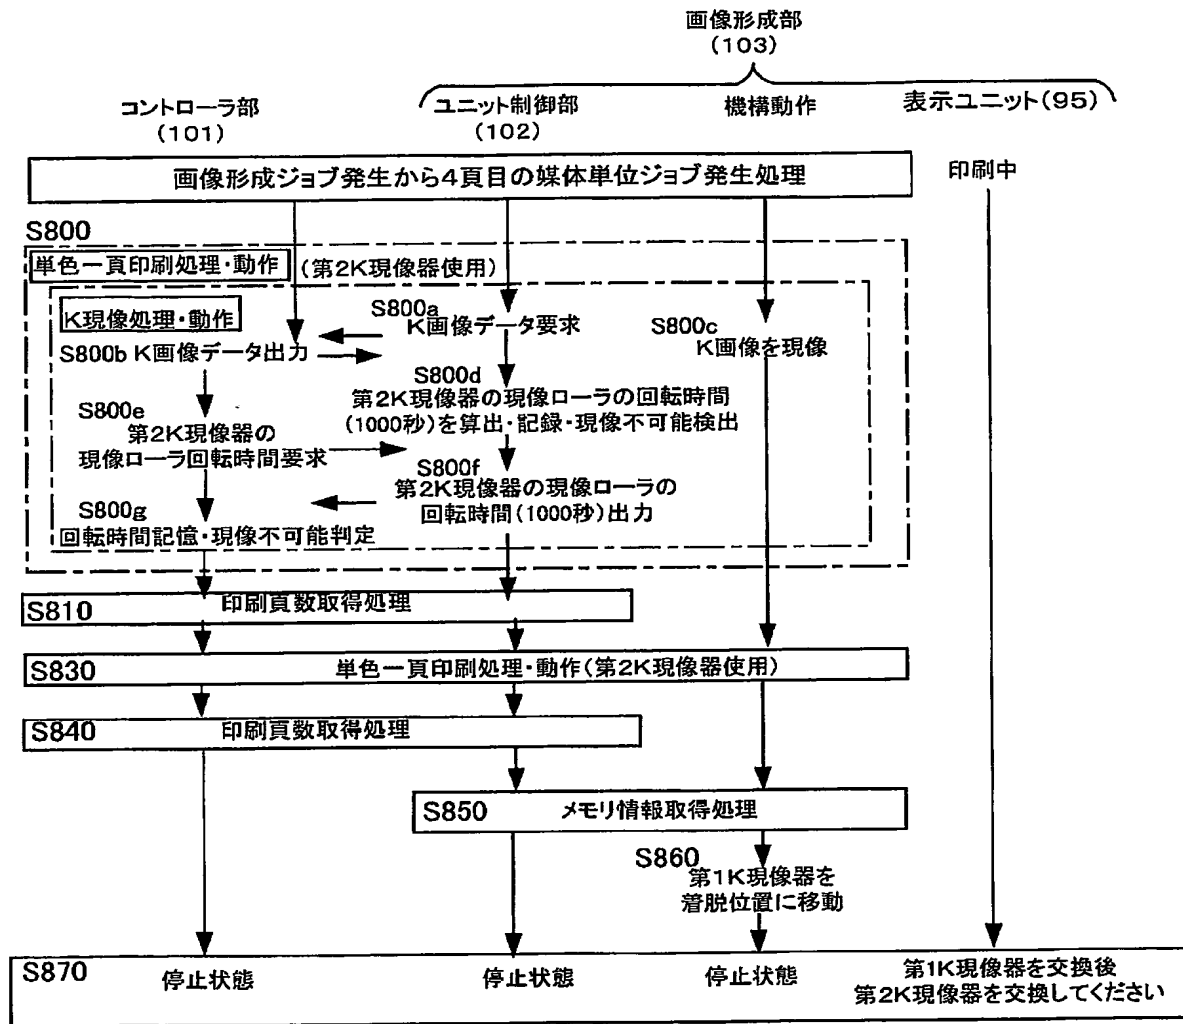 画像形成部
(103)
コントローラ部
(101)
ユニット制御部
(102)
機構動作
表示ユニット(95)
画像形成ジョブ発生から4頁目の媒体単位ジョブ発生処理
印刷中
S800
単色一頁印刷処理・動作 (第2K現像器使用)
K現像処理・動作
S800a
K画像データ要求
S800b K画像データ出力
S800c
K画像を現像
S800d
第2K現像器の現像ローラの回転時間
(1000秒)を算出・記録・現像不可能検出
S800e
第2K現像器の
現像ローラ回転時間要求
S800f
第2K現像器の現像ローラの
回転時間(1000秒)出力
S800g
回転時間記憶・現像不可能判定
S810 印刷頁数取得処理
S830 単色一頁印刷処理・動作(第2K現像器使用)
S840 印刷頁数取得処理
S850 メモリ情報取得処理
S860
第1K現像器を
着脱位置に移動
S870 停止状態 停止状態 停止状態
第1K現像器を交換後
第2K現像器を交換してください